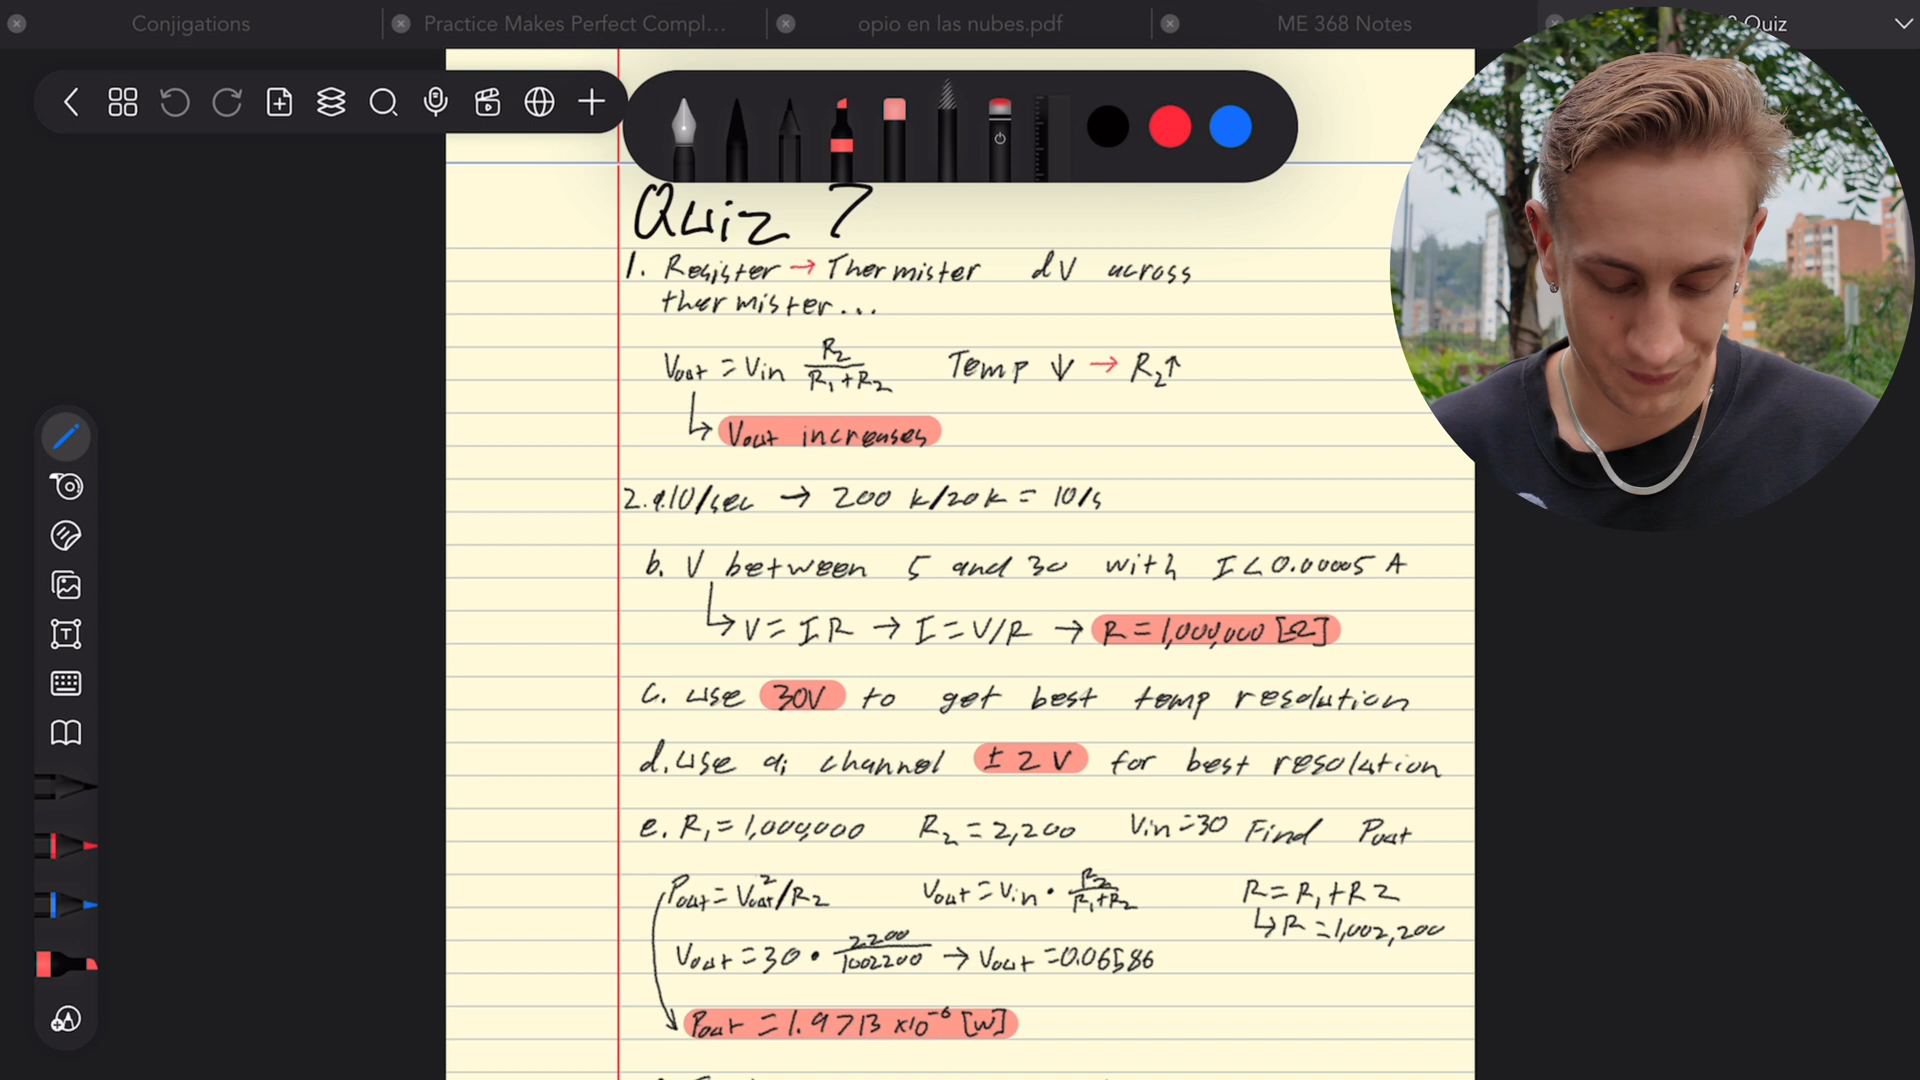 Conjigations
Practice Makes Perfect Compl...
opio en las nubes.pdf
ME 368 Notes
Quiz
Quiz 7
1. Resister → Thermister dV across
thermister...
Vout = Vin R2/R1+R2 Temp ↓ → R2↑
↳ Vout increases
2.a.10/sec → 200 k/20k = 10/s
b. V between 5 and 30 with I<0.00005 A
↳ V = IR → I = V/R → R = 1,000,000 [Ω]
c. use 30V to get best temp resolution
d. use ai channel ± 2 V for best resolution
e. R1 = 1,000,000 R2 = 2,200 Vin = 30 Find Pout
Pout = Vout²/R2 Vout = Vin • R2/R1+R2 R = R1 + R2
↳ R = 1,002,200
Vout = 30 • 2200/1002200 → Vout = 0.06586
Pout = 1.9713 x10⁻⁶ [W]